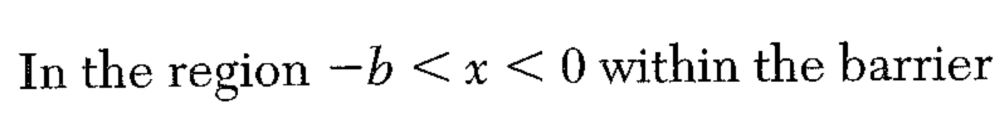 In the region −b < x < 0 within the barrier